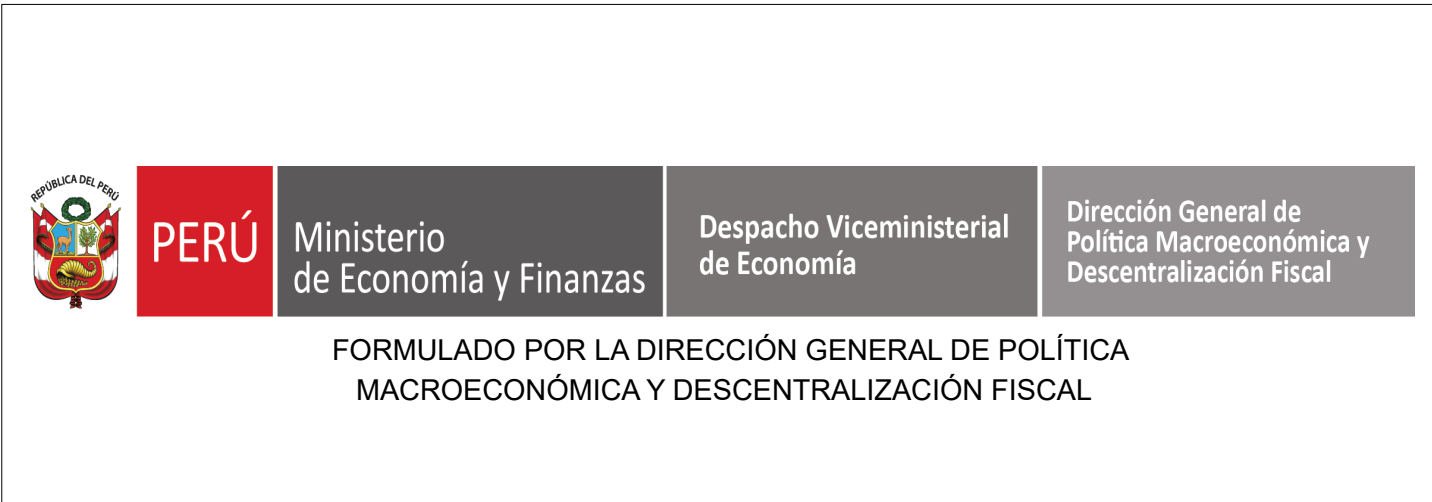 REPÚBLICA DEL PERÚ
PERÚ
Ministerio
de Economía y Finanzas
Despacho Viceministerial
de Economía
Dirección General de
Política Macroeconómica y
Descentralización Fiscal
FORMULADO POR LA DIRECCIÓN GENERAL DE POLÍTICA
MACROECONÓMICA Y DESCENTRALIZACIÓN FISCAL